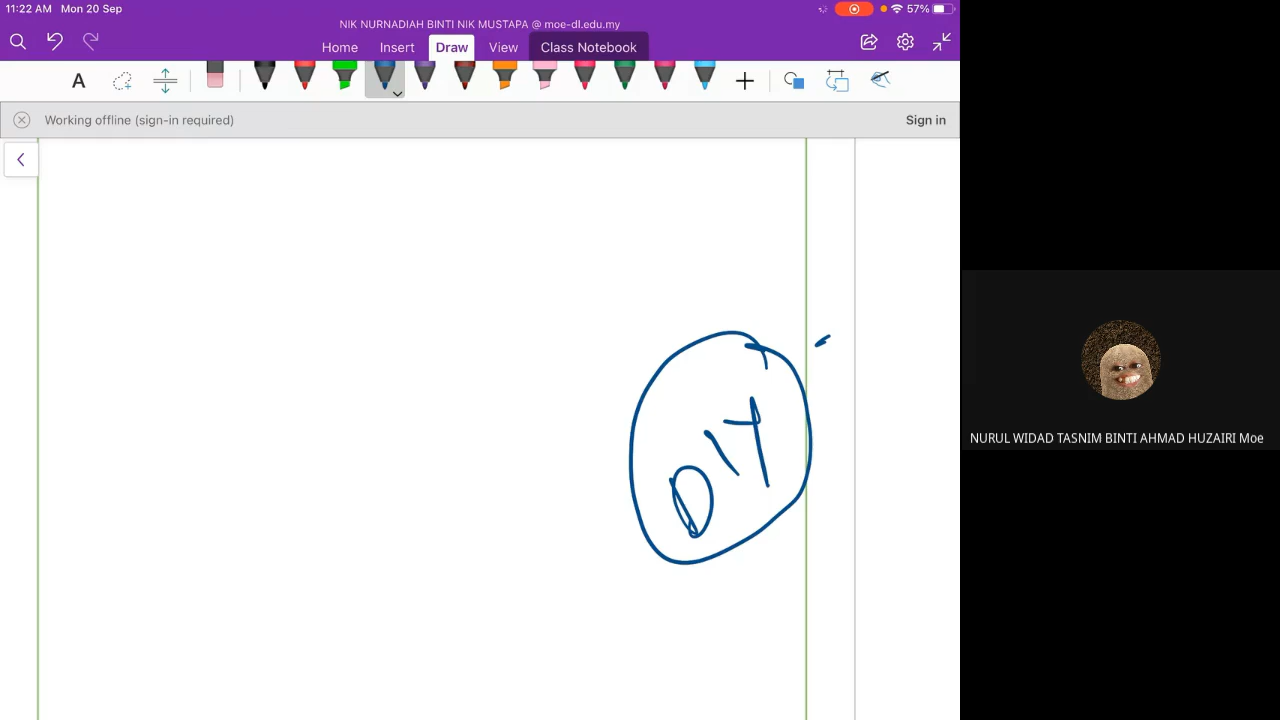 11:22 AM Mon 20 Sep
57%
NIK NURNADIAH BINTI NIK MUSTAPA @ moe-dl.edu.my
Home Insert Draw View Class Notebook
A
Working offline (sign-in required)
Sign in
DIY
NURUL WIDAD TASNIM BINTI AHMAD HUZAIRI Moe